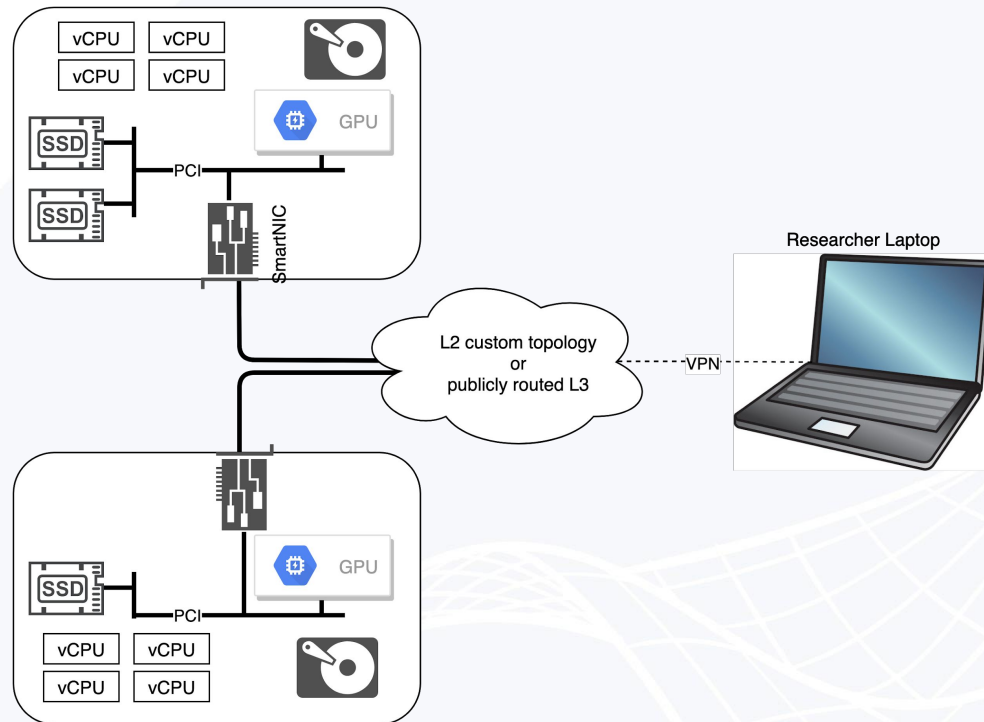 vCPU vCPU
vCPU vCPU
GPU
SSD
PCI
SSD
SmartNIC
Researcher Laptop
L2 custom topology
or
publicly routed L3
VPN
GPU
SSD
PCI
vCPU vCPU
vCPU vCPU